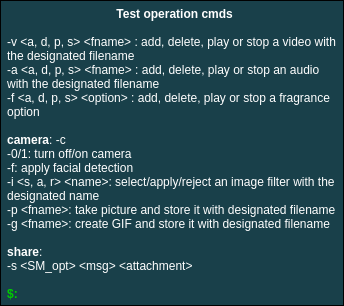 Test operation cmds
-v <a, d, p, s> <fname> : add, delete, play or stop a video with
the designated filename
-a <a, d, p, s> <fname> : add, delete, play or stop an audio
with the designated filename
-f <a, d, p, s> <option> : add, delete, play or stop a fragrance
option
camera: -c
-0/1: turn off/on camera
-f: apply facial detection
-i <s, a, r> <name>: select/apply/reject an image filter with the
designated name
-p <fname>: take picture and store it with designated filename
-g <fname>: create GIF and store it with designated filename
share:
-s <SM_opt> <msg> <attachment>
$: